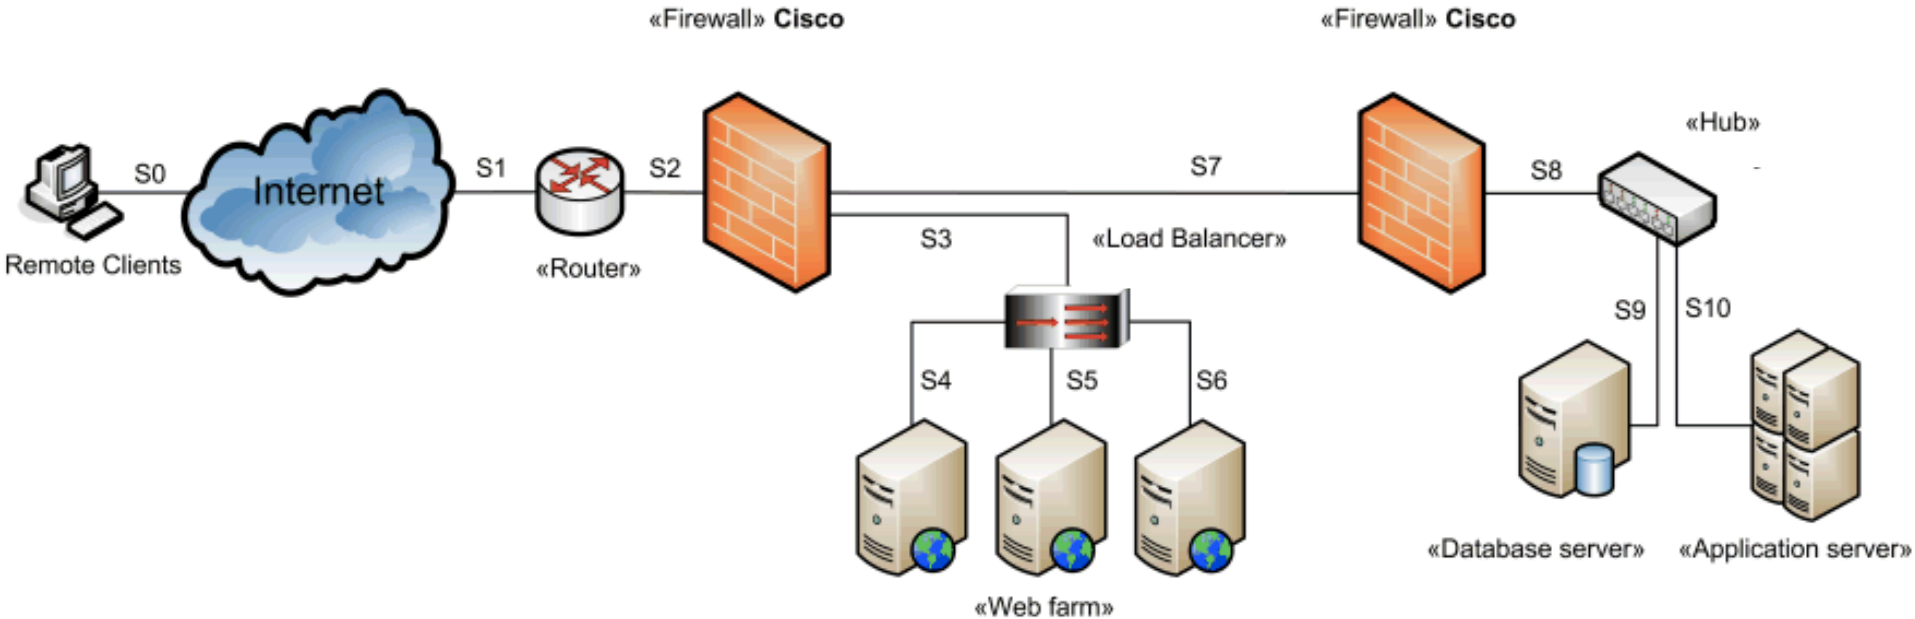 «Firewall» Cisco
«Firewall» Cisco
«Hub»
S0
Internet
S1
S2
S7
S8
Remote Clients
«Router»
S3
«Load Balancer»
S9
S10
S4
S5
S6
«Database server»
«Application server»
«Web farm»